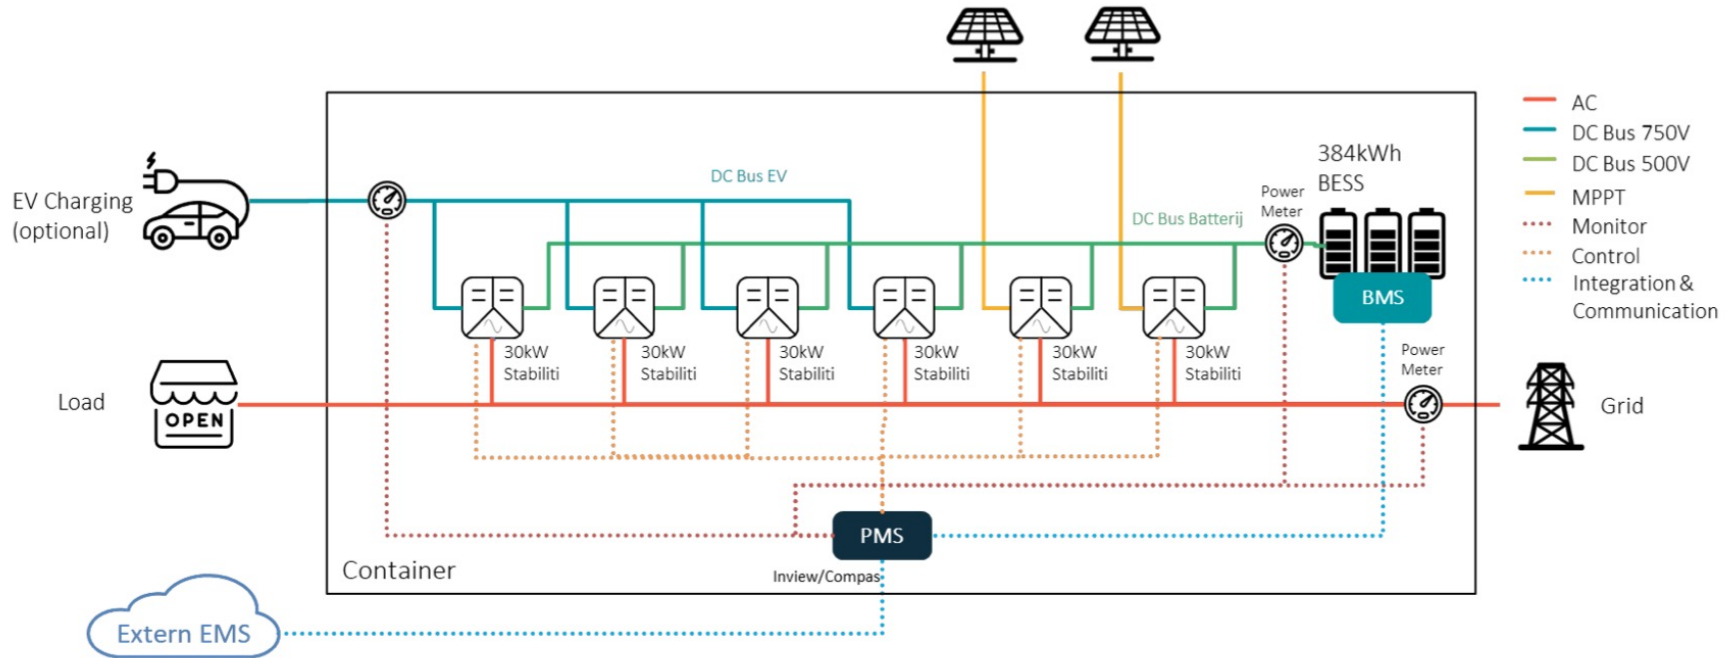 AC
DC Bus 750V
DC Bus 500V
MPPT
Monitor
Control
Integration &
Communication
384kWh
BESS
EV Charging
(optional)
DC Bus EV
Power
Meter
DC Bus Batterij
BMS
30kW
Stabiliti
30kW
Stabiliti
30kW
Stabiliti
30kW
Stabiliti
30kW
Stabiliti
30kW
Stabiliti
Power
Meter
Load
OPEN
Grid
PMS
Container
Inview/Compas
Extern EMS